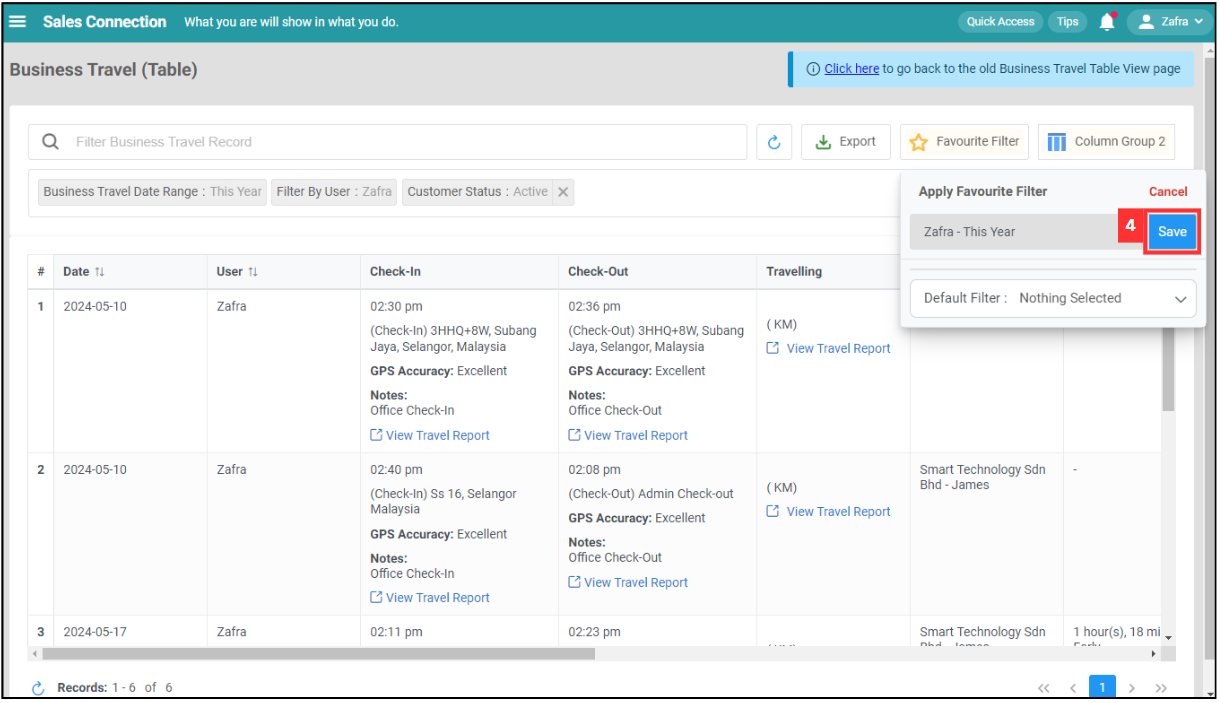 Sales Connection What you are will show in what you do.
Quick Access Tips Zafra
Business Travel (Table)
Click here to go back to the old Business Travel Table View page
Filter Business Travel Record
Export Favourite Filter Column Group 2
Business Travel Date Range : This Year Filter By User : Zafra Customer Status : Active
Apply Favourite Filter Cancel
Zafra - This Year 4 Save
Default Filter : Nothing Selected
# Date User Check-In Check-Out Travelling
1 2024-05-10 Zafra
02:30 pm
(Check-In) 3HHQ+8W, Subang
Jaya, Selangor, Malaysia
GPS Accuracy: Excellent
Notes:
Office Check-In
View Travel Report
02:36 pm
(Check-Out) 3HHQ+8W, Subang
Jaya, Selangor, Malaysia
GPS Accuracy: Excellent
Notes:
Office Check-Out
View Travel Report
( KM)
View Travel Report
2 2024-05-10 Zafra
02:40 pm
(Check-In) Ss 16, Selangor
Malaysia
GPS Accuracy: Excellent
Notes:
Office Check-In
View Travel Report
02:08 pm
(Check-Out) Admin Check-out
GPS Accuracy: Excellent
Notes:
Office Check-Out
View Travel Report
( KM)
View Travel Report
Smart Technology Sdn
Bhd - James
-
3 2024-05-17 Zafra 02:11 pm 02:23 pm
Smart Technology Sdn
1 hour(s), 18 mi
Records: 1 - 6 of 6
1